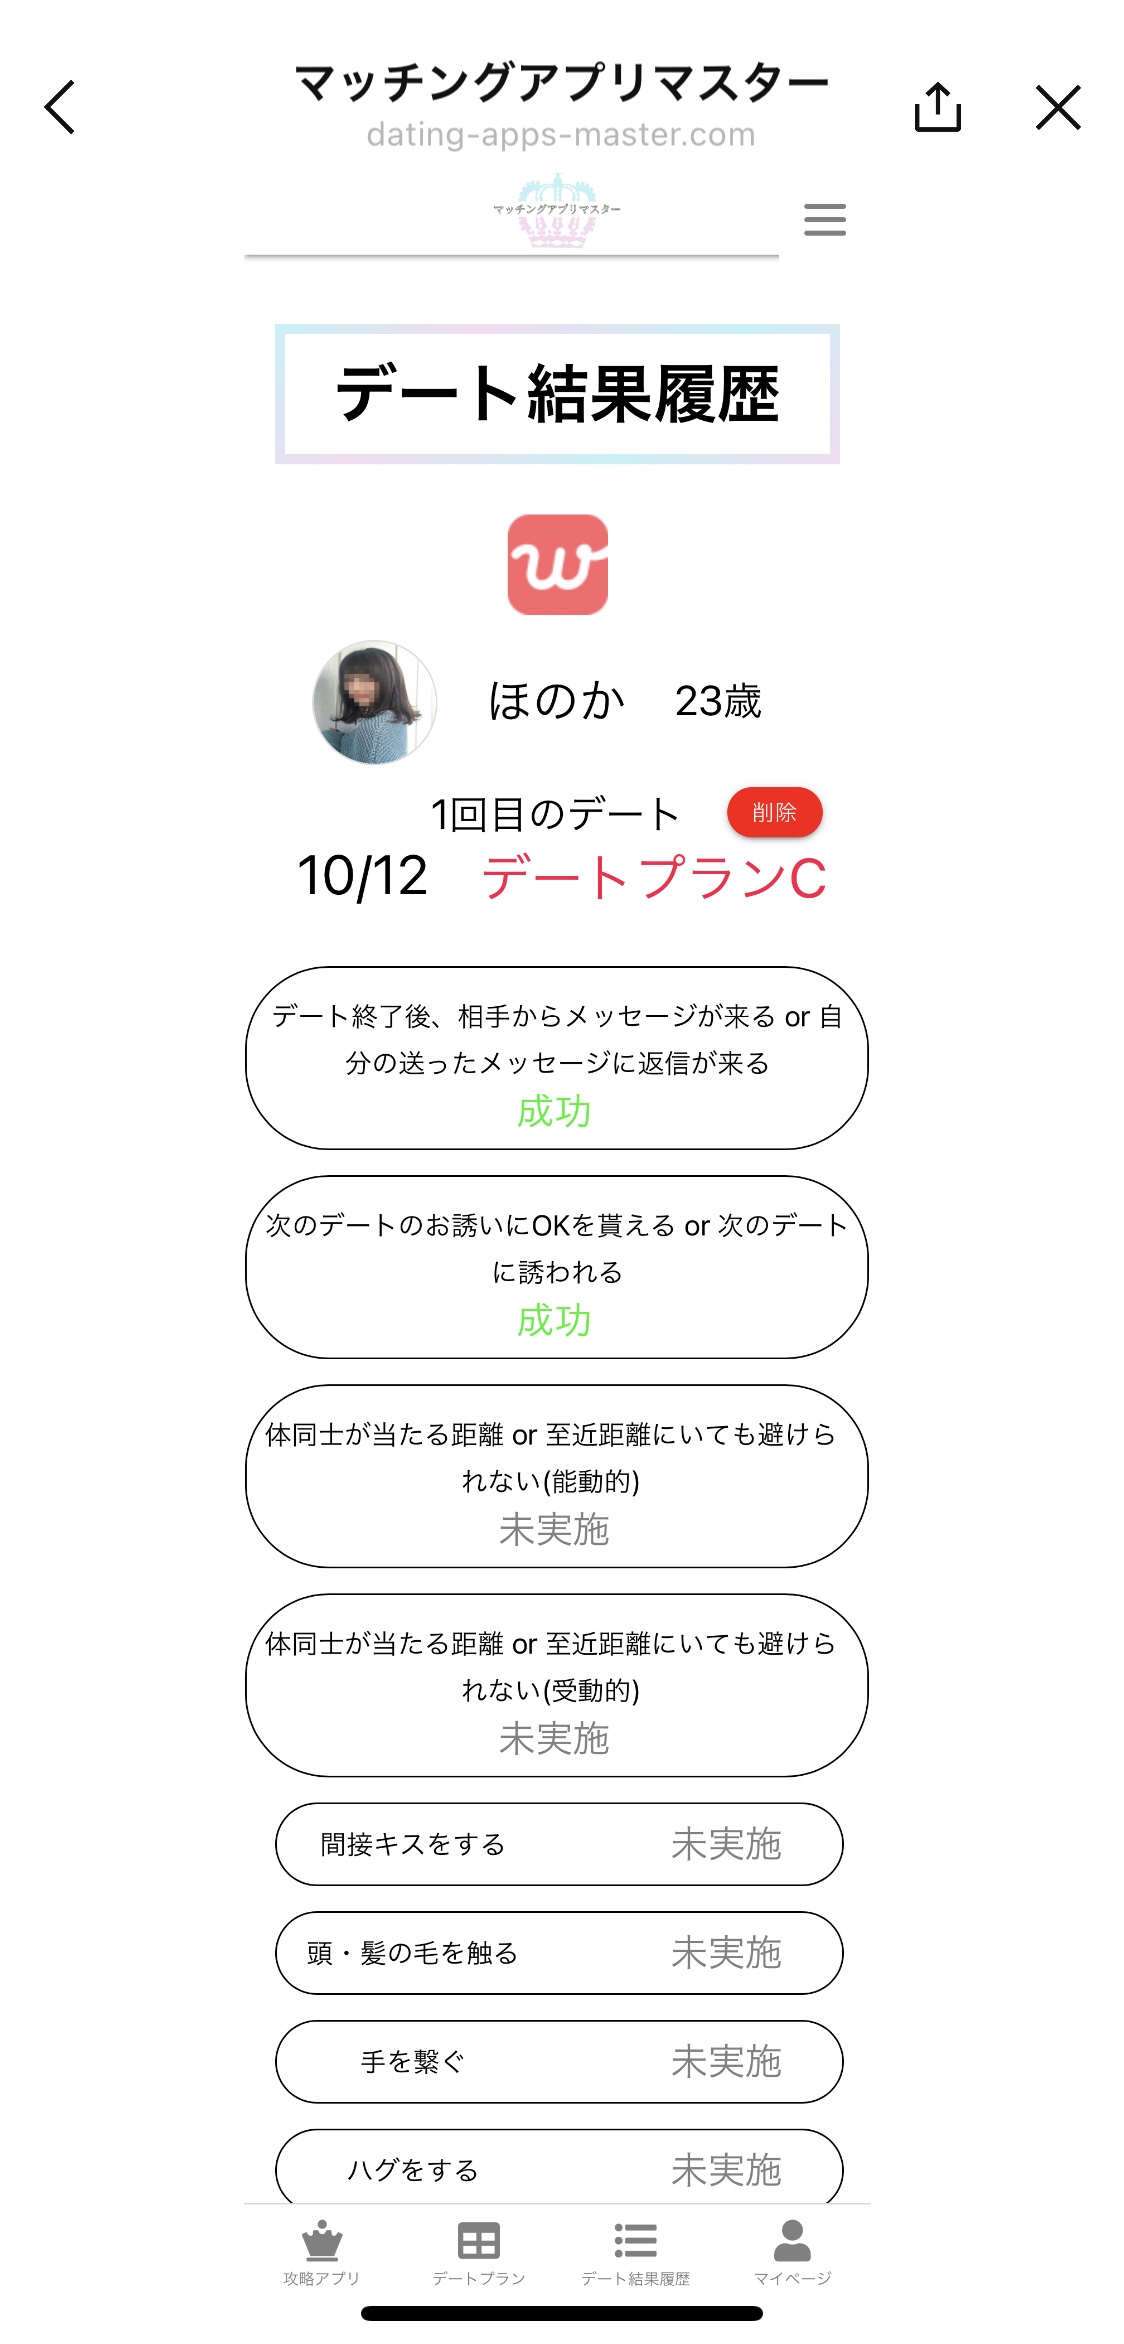 マッチングアプリマスター
dating-apps-master.com
マッチングアプリマスター
デート結果履歴
w
ほのか 23歳
1回目のデート 削除
10/12 デートプランC
デート終了後、相手からメッセージが来る or 自
分の送ったメッセージに返信が来る
成功
次のデートのお誘いにOKを貰える or 次のデート
に誘われる
成功
体同士が当たる距離 or 至近距離にいても避けら
れない(能動的)
未実施
体同士が当たる距離 or 至近距離にいても避けら
れない(受動的)
未実施
間接キスをする 未実施
頭・髪の毛を触る 未実施
手を繋ぐ 未実施
ハグをする 未実施
攻略アプリ デートプラン デート結果履歴 マイページ